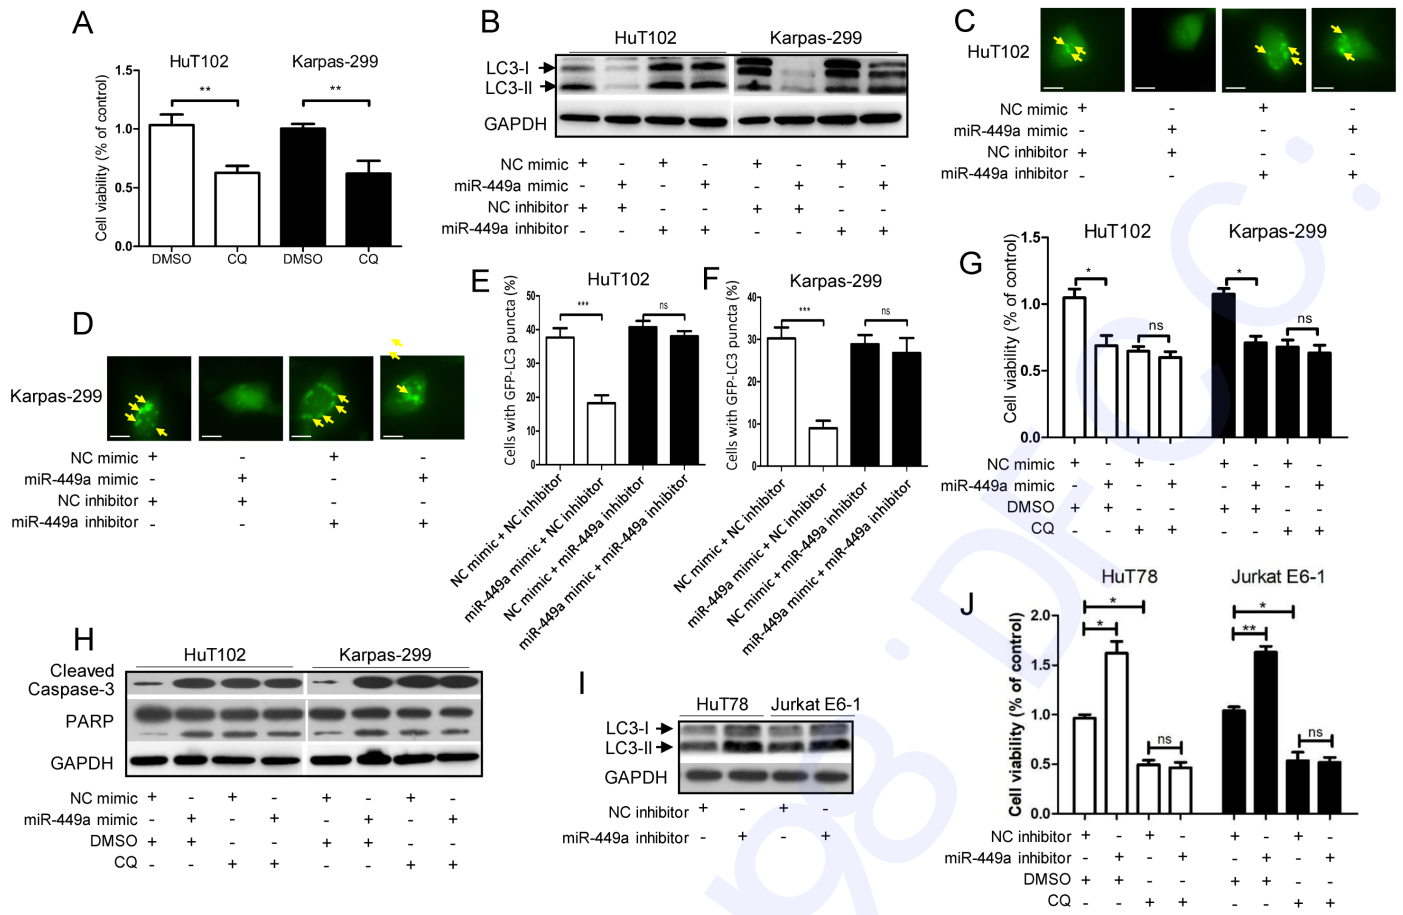 A
HuT102 Karpas-299
Cell viability (% of control)
1.5
1.0
0.5
0.0
** **
DMSO CQ DMSO CQ
B
HuT102 Karpas-299
LC3-I
LC3-II
GAPDH
NC mimic + - + - + - + -
miR-449a mimic - + - + - + - +
NC inhibitor + + - - + + - -
miR-449a inhibitor - - + + - - + +
C
HuT102
NC mimic + - + -
miR-449a mimic - + - +
NC inhibitor + + - -
miR-449a inhibitor - - + +
D
Karpas-299
NC mimic + - + -
miR-449a mimic - + - +
NC inhibitor + + - -
miR-449a inhibitor - - + +
E
HuT102
Cells with GFP-LC3 puncta (%)
50
40
30
20
10
0
*** ns
NC mimic + NC inhibitor
miR-449a mimic + NC inhibitor
NC mimic + miR-449a inhibitor
miR-449a mimic + miR-449a inhibitor
F
Karpas-299
Cells with GFP-LC3 puncta (%)
40
30
20
10
0
*** ns
NC mimic + NC inhibitor
miR-449a mimic + NC inhibitor
NC mimic + miR-449a inhibitor
miR-449a mimic + miR-449a inhibitor
G
HuT102 Karpas-299
Cell viability (% of control)
1.5
1.0
0.5
0.0
* ns * ns
NC mimic + - + - + - + -
miR-449a mimic - + - + - + - +
DMSO + + - - + + - -
CQ - - + + - - + +
H
HuT102 Karpas-299
Cleaved
Caspase-3
PARP
GAPDH
NC mimic + - + - + - + -
miR-449a mimic - + - + - + - +
DMSO + + - - + + - -
CQ - - + + - - + +
I
HuT78 Jurkat E6-1
LC3-I
LC3-II
GAPDH
NC inhibitor + - + -
miR-449a inhibitor - + - +
J
HuT78 Jurkat E6-1
Cell viability (% of control)
2.0
1.5
1.0
0.5
0.0
* * ns * ** ns
NC inhibitor + - + - + - + -
miR-449a inhibitor - + - + - + - +
DMSO + + - - + + - -
CQ - - + + - - + +